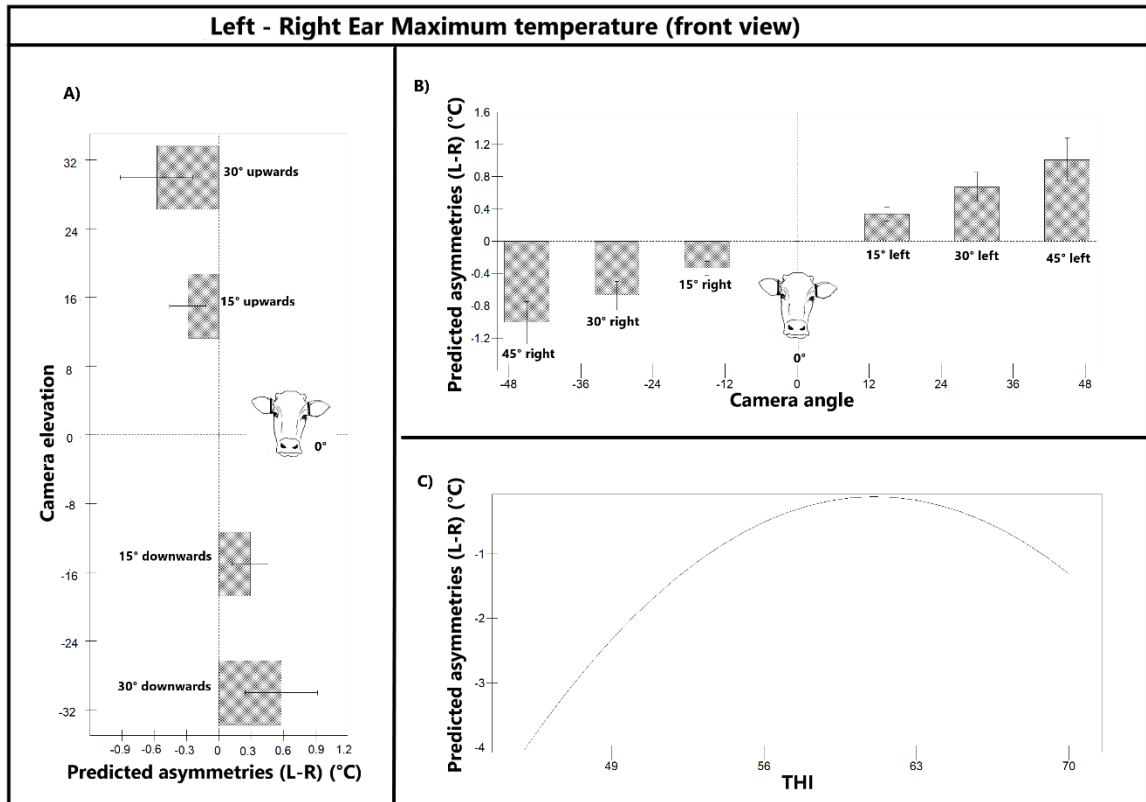 Left - Right Ear Maximum temperature (front view)
A)
32
30° upwards
24
16
15° upwards
8
Camera elevation
0
0°
-8
15° downwards
-16
-24
30° downwards
-32
-0.9 -0.6 -0.3 0 0.3 0.6 0.9 1.2
Predicted asymmetries (L-R) (°C)
B)
Predicted asymmetries (L-R) (°C)
1.6
1.2
0.8
0.4
0
-0.4
-0.8
-1.2
15° left
30° left
45° left
15° right
30° right
45° right
0°
-48 -36 -24 -12 0 12 24 36 48
Camera angle
C)
Predicted asymmetries (L-R) (°C)
-1
-2
-3
-4
49 56 63 70
THI